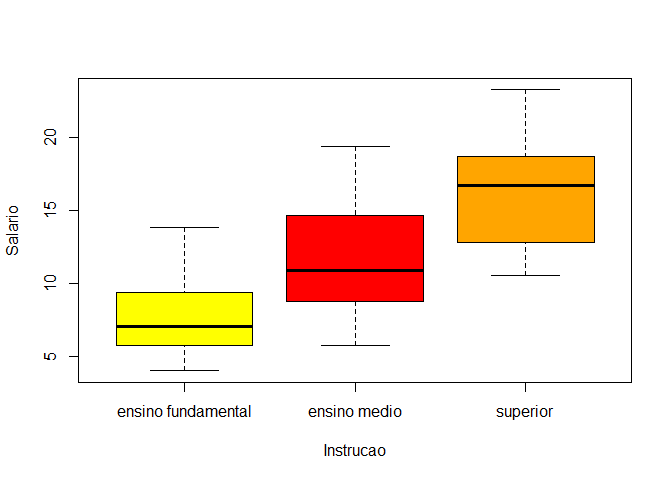 Salario
20
15
10
5
ensino fundamental
ensino medio
superior
Instrucao